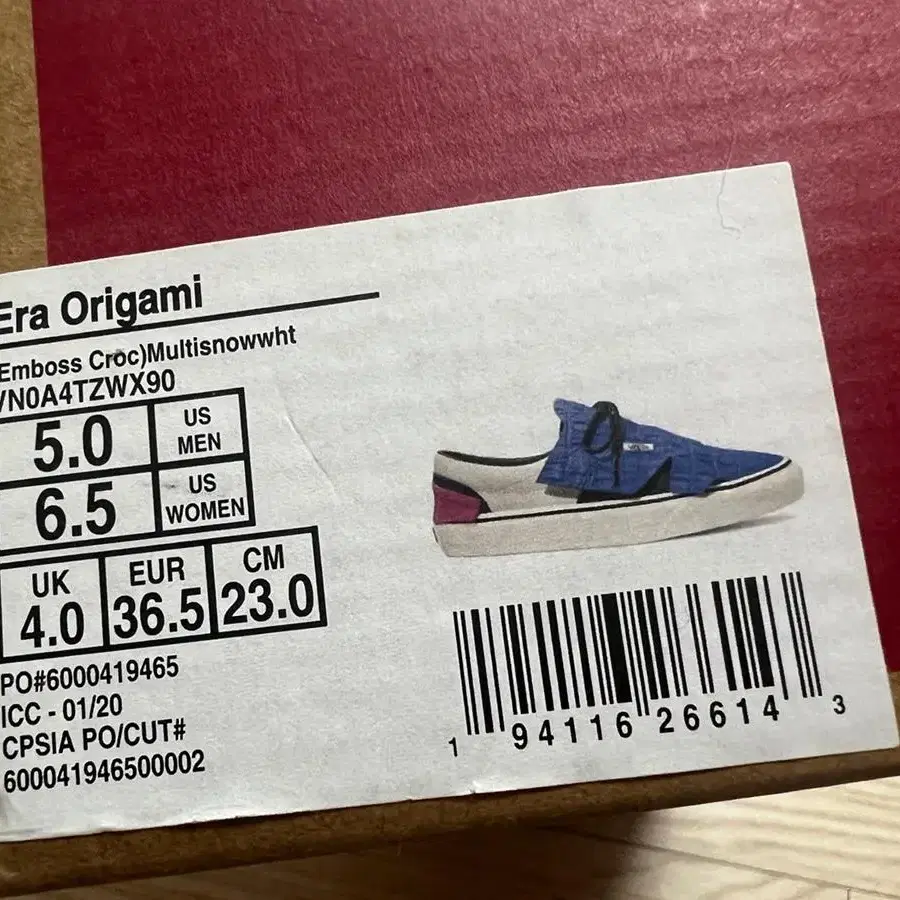 Era Origami
(Emboss Croc)Multisnowwht
VN0A4TZWX90
5.0 US MEN
6.5 US WOMEN
UK EUR CM
4.0 36.5 23.0
PO#6000419465
ICC - 01/20
CPSIA PO/CUT#
600041946500002
1 94116 26614 3